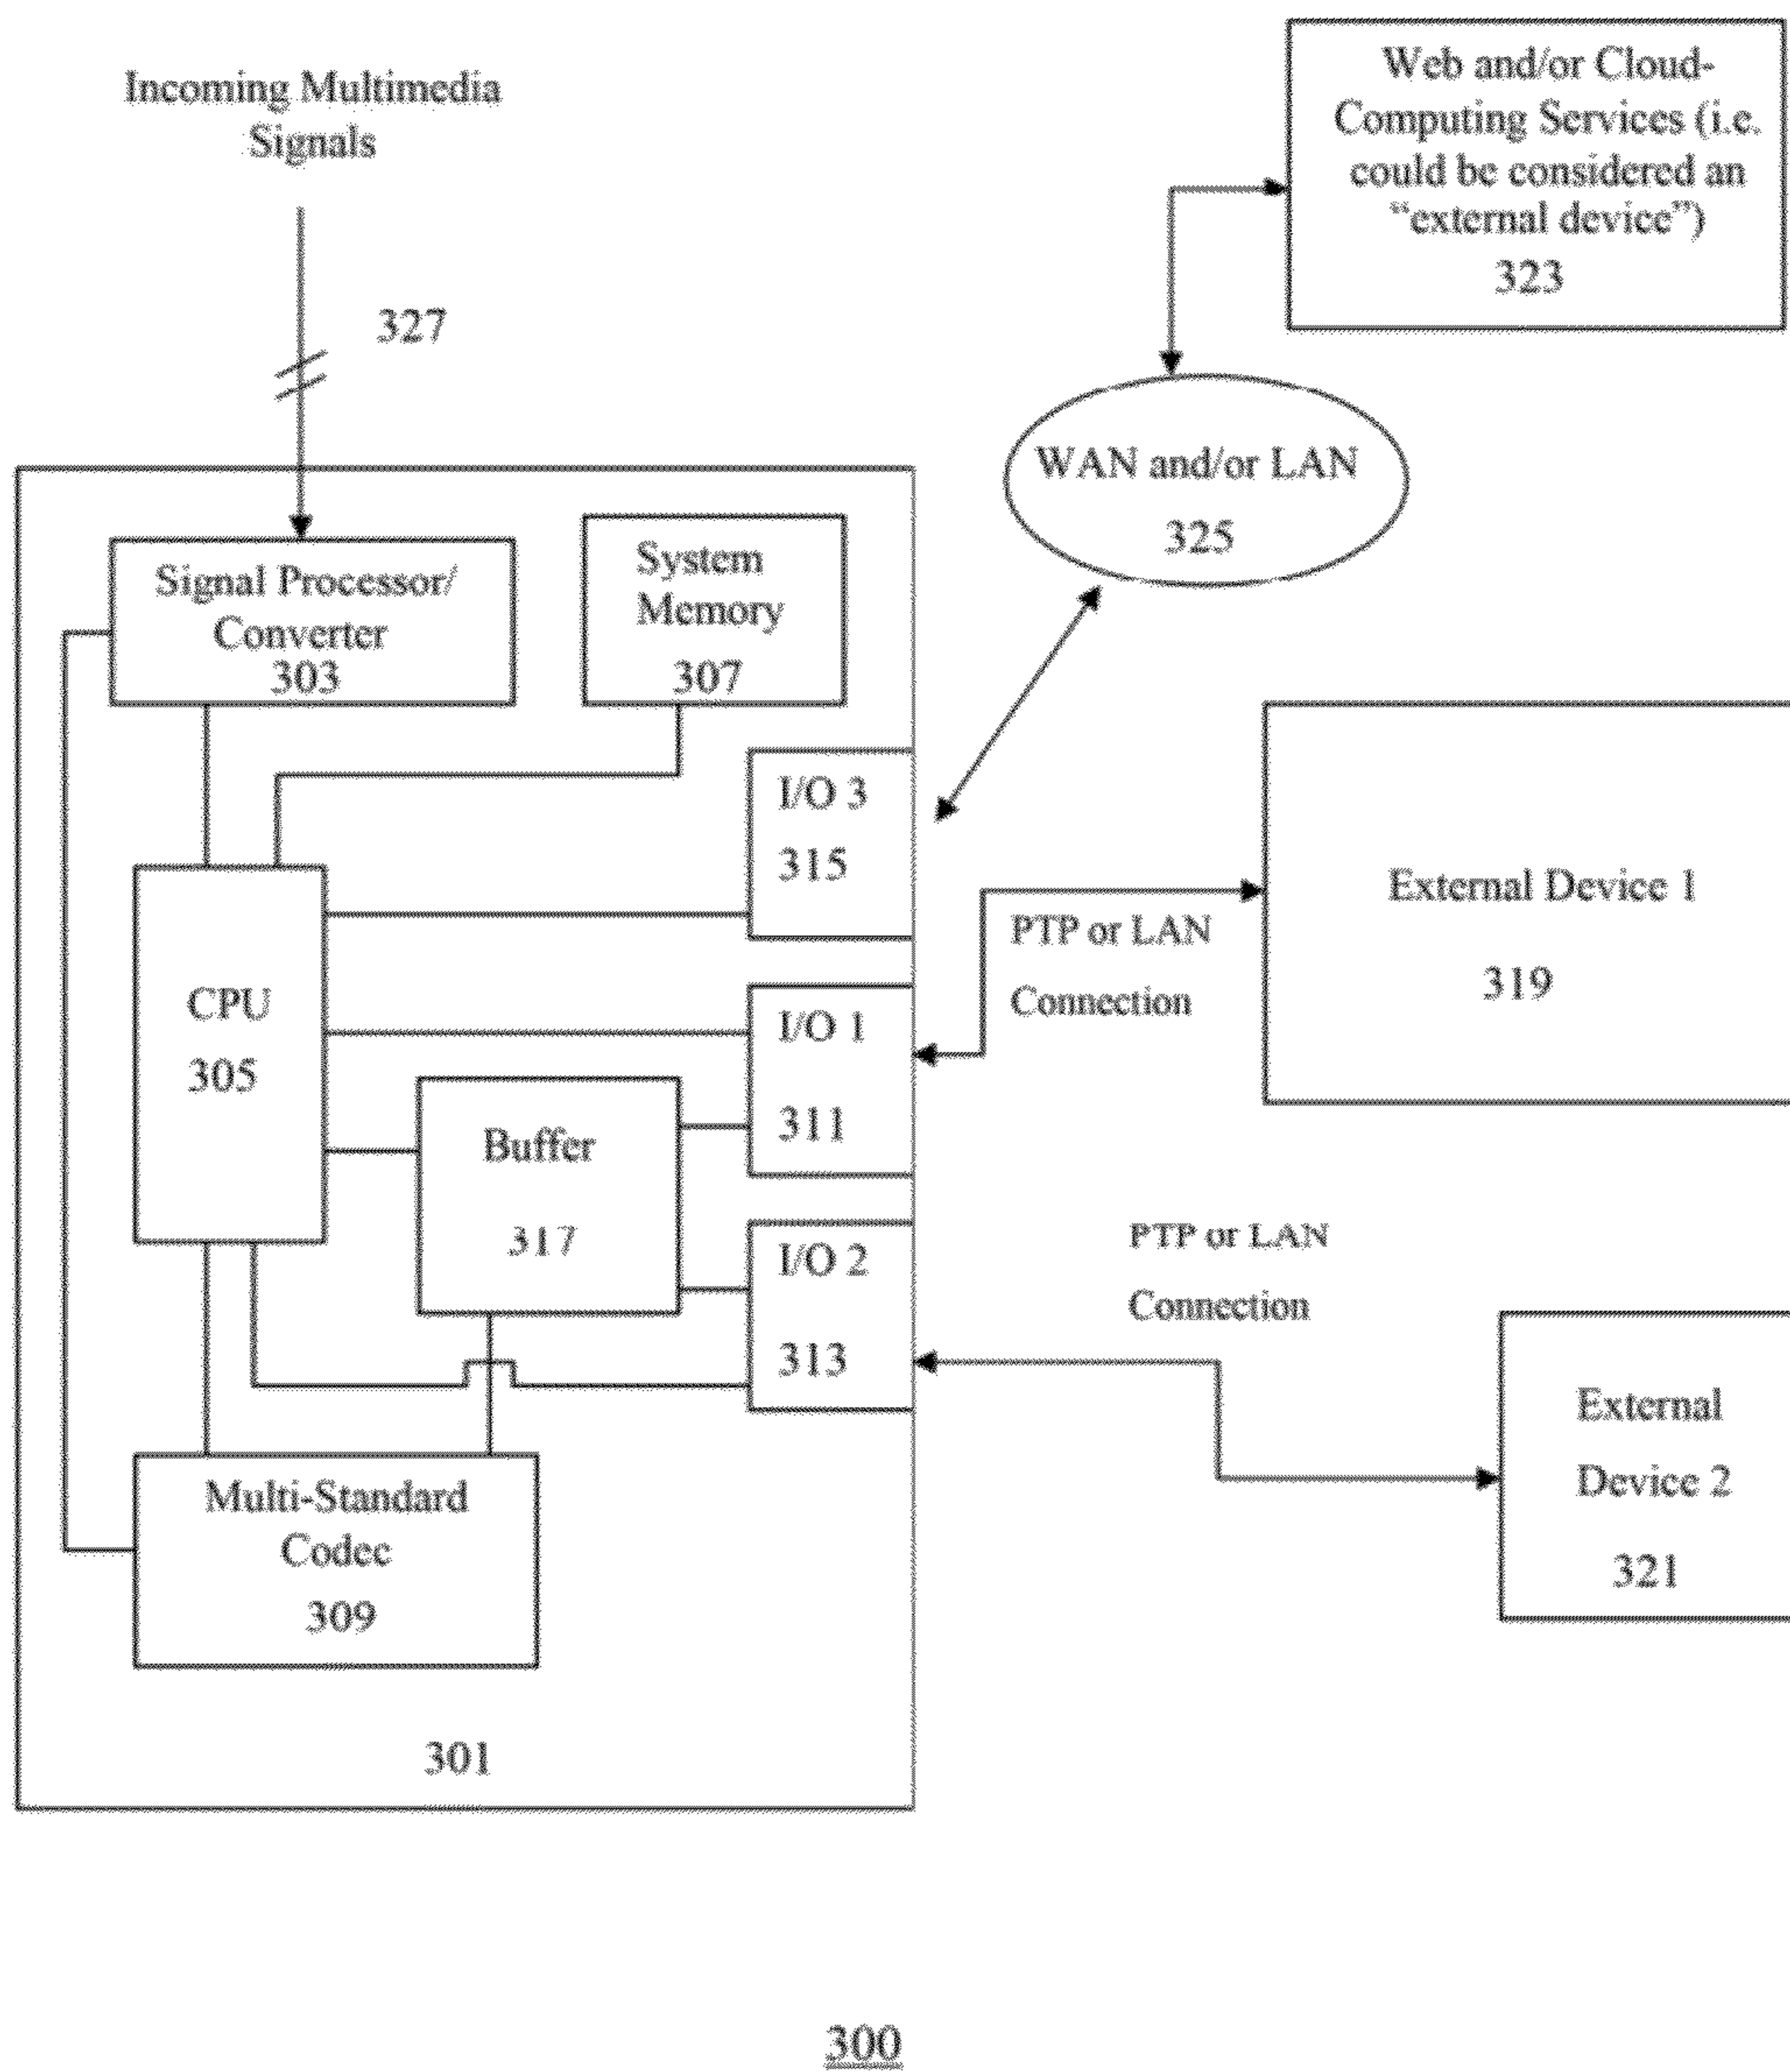 Incoming Multimedia
Signals
327
Web and/or Cloud-
Computing Services (i.e.
could be considered an
“external device”)
323
WAN and/or LAN
325
Signal Processor/
Converter
303
System
Memory
307
I/O 3
315
CPU
305
I/O 1
311
Buffer
317
I/O 2
313
Multi-Standard
Codec
309
301
PTP or LAN
Connection
External Device 1
319
PTP or LAN
Connection
External
Device 2
321
300